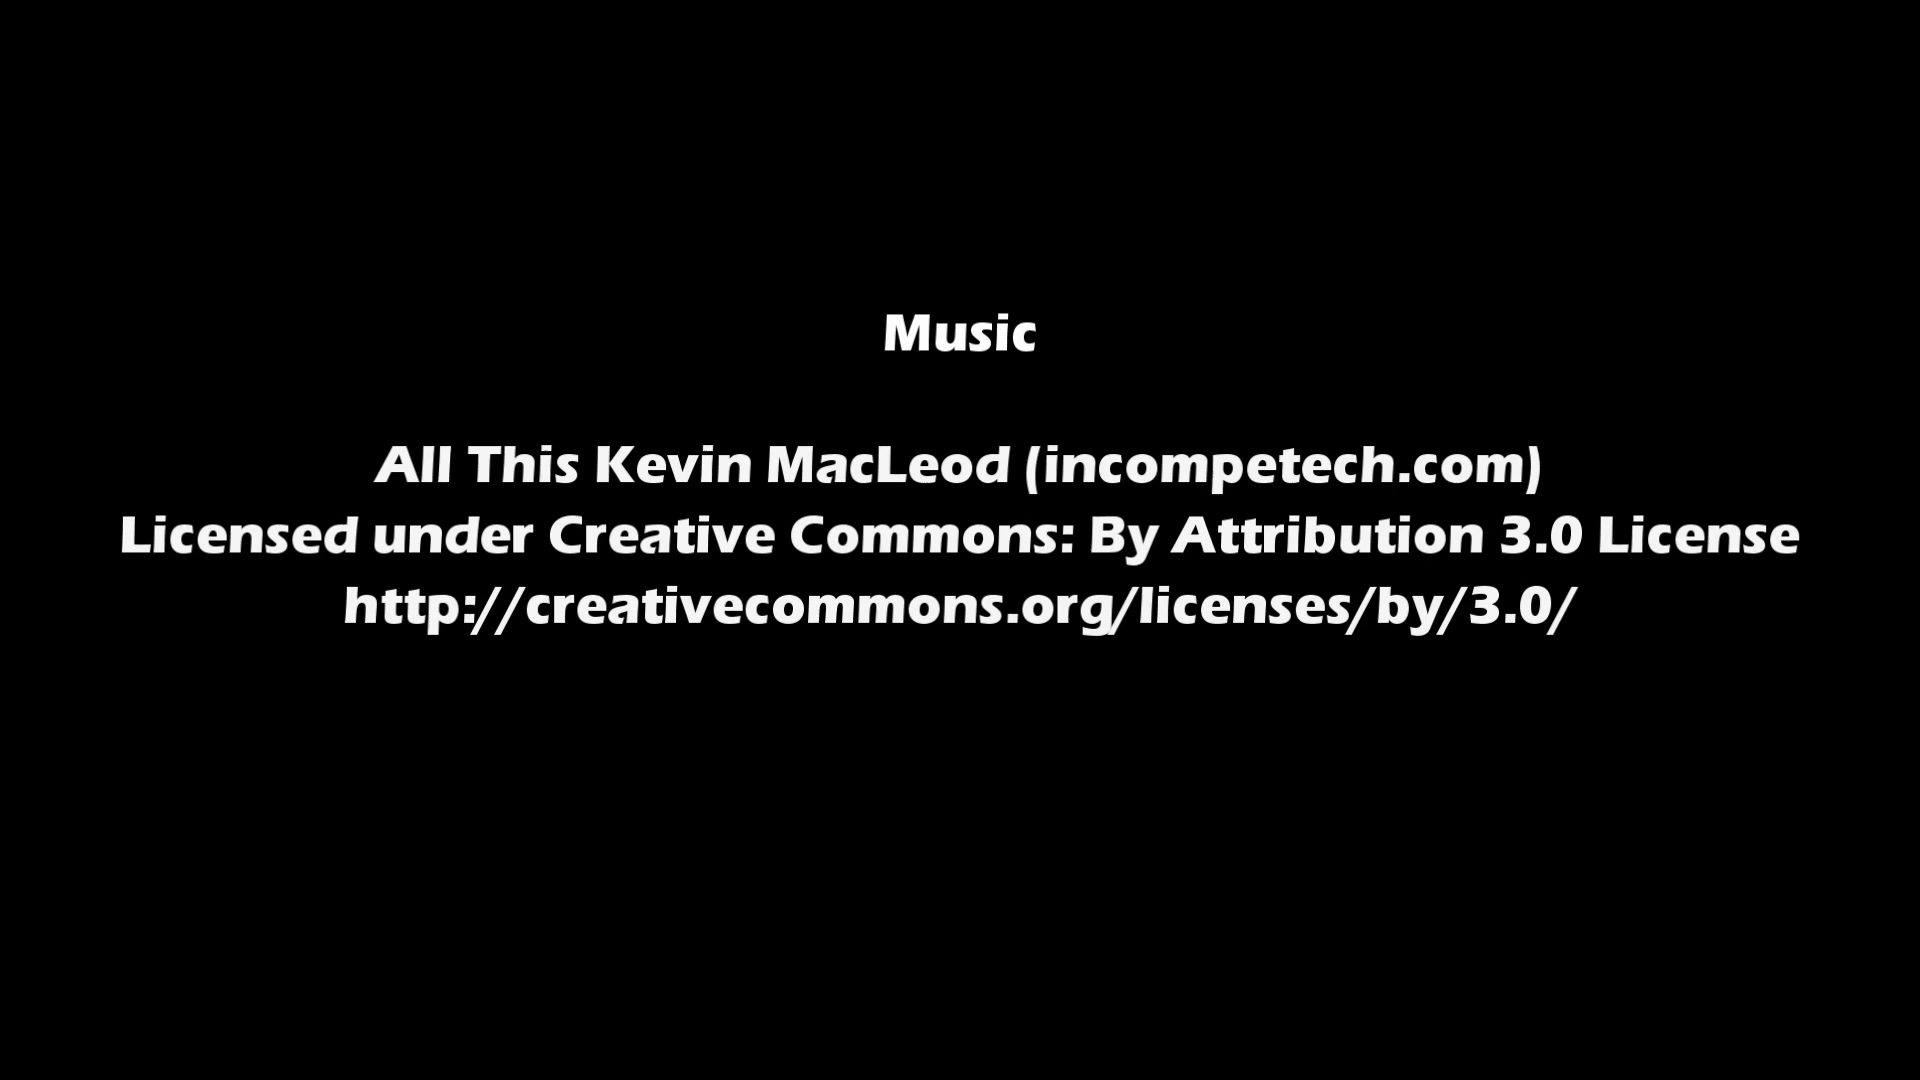 Music
All This Kevin MacLeod (incompetech.com)
Licensed under Creative Commons: By Attribution 3.0 License
http://creativecommons.org/licenses/by/3.0/